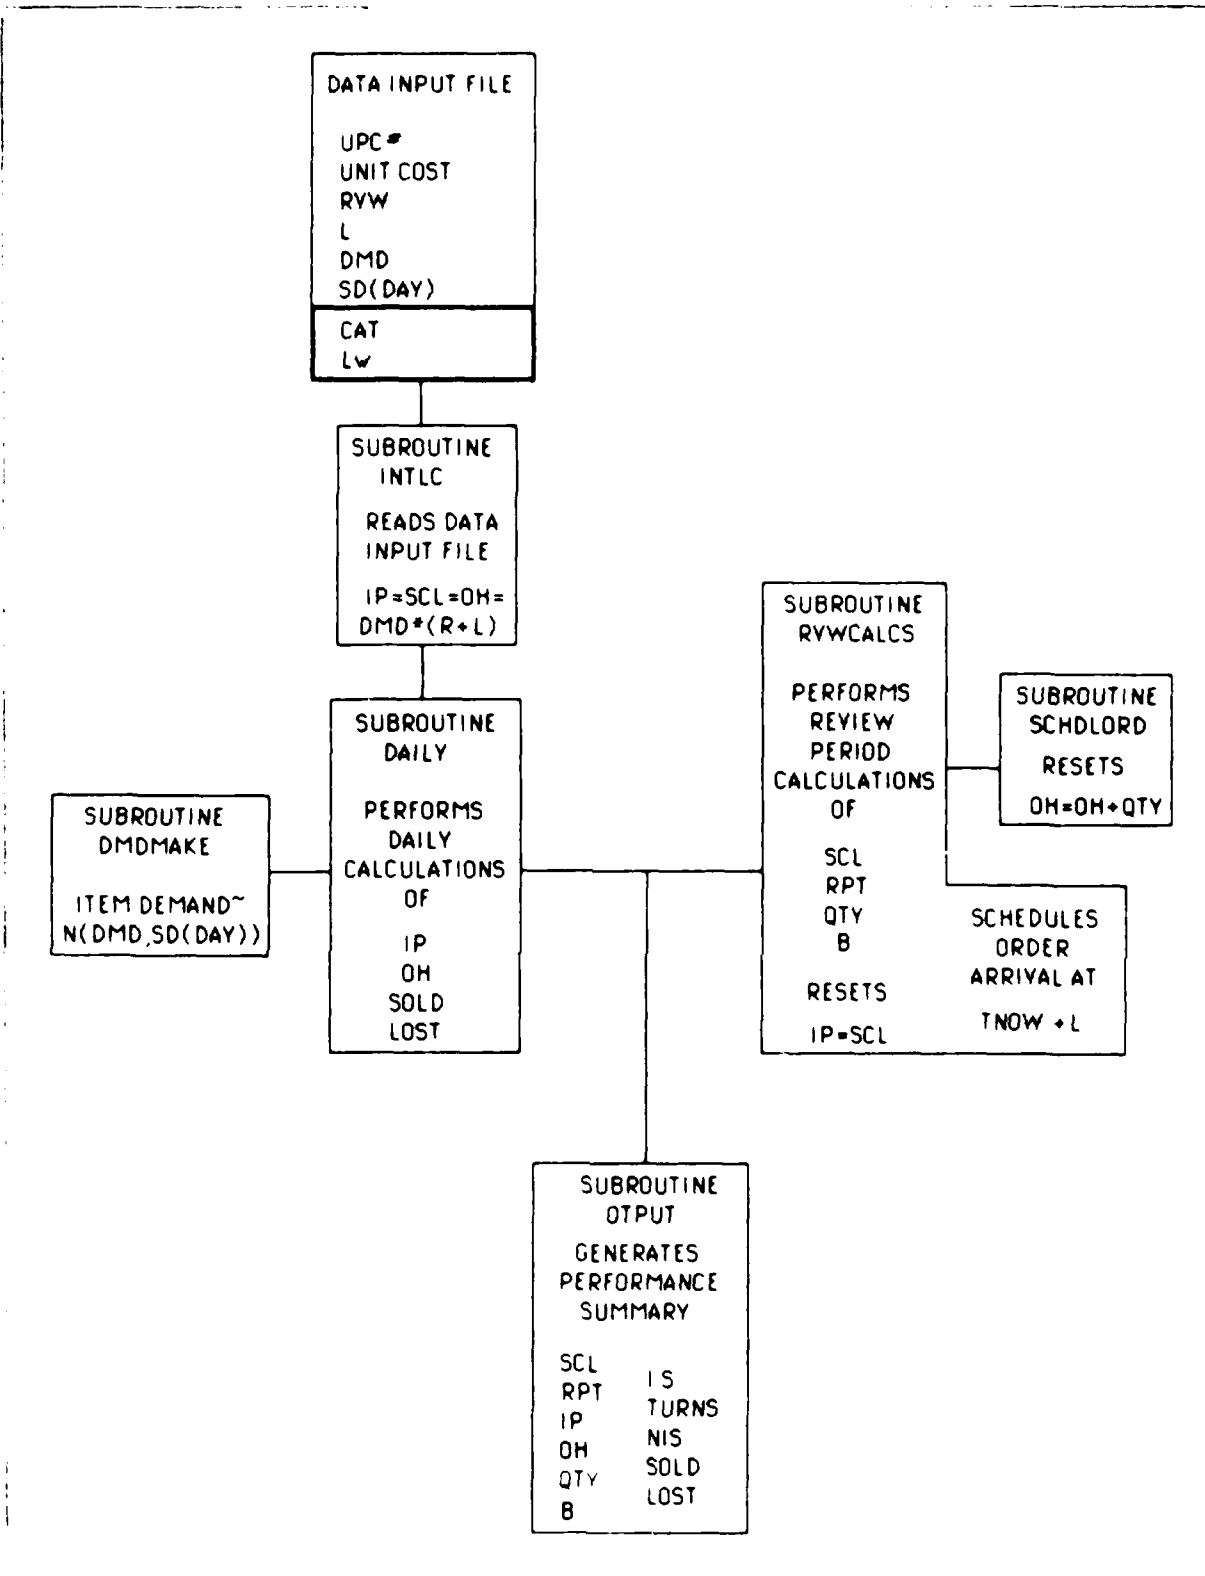 DATA INPUT FILE
UPC#
UNIT COST
RVW
L
DMD
SD(DAY)
CAT
Lw
SUBROUTINE
INTLC
READS DATA
INPUT FILE
IP=SCL=OH=
DMD*(R+L)
SUBROUTINE
DAILY
PERFORMS
DAILY
CALCULATIONS
OF
IP
OH
SOLD
LOST
SUBROUTINE
DMDMAKE
ITEM DEMAND~
N(DMD,SD(DAY))
SUBROUTINE
RVWCALCS
PERFORMS
REVIEW
PERIOD
CALCULATIONS
OF
SCL
RPT
QTY
B
RESETS
IP=SCL
SCHEDULES
ORDER
ARRIVAL AT
TNOW +L
SUBROUTINE
SCHDLORD
RESETS
OH=OH+QTY
SUBROUTINE
OTPUT
GENERATES
PERFORMANCE
SUMMARY
SCL
RPT
IP
OH
QTY
B
IS
TURNS
NIS
SOLD
LOST